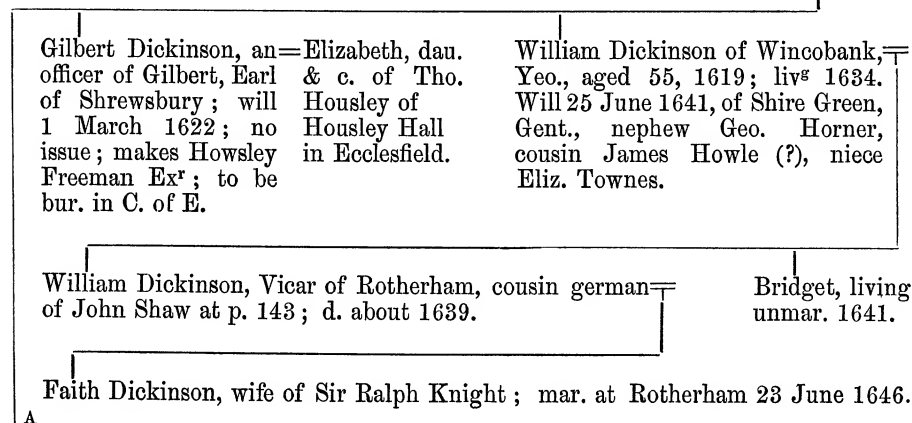 Gilbert Dickinson, an=Elizabeth, dau.
officer of Gilbert, Earl & c. of Tho.
of Shrewsbury ; will Housley of
1 March 1622 ; no Housley Hall
issue ; makes Howsley in Ecclesfield.
Freeman Exʳ ; to be
bur. in C. of E.
William Dickinson of Wincobank,=
Yeo., aged 55, 1619 ; livᵍ 1634.
Will 25 June 1641, of Shire Green,
Gent., nephew Geo. Horner,
cousin James Howle (?), niece
Eliz. Townes.
William Dickinson, Vicar of Rotherham, cousin german=
of John Shaw at p. 143 ; d. about 1639.
Bridget, living
unmar. 1641.
Faith Dickinson, wife of Sir Ralph Knight ; mar. at Rotherham 23 June 1646.
A